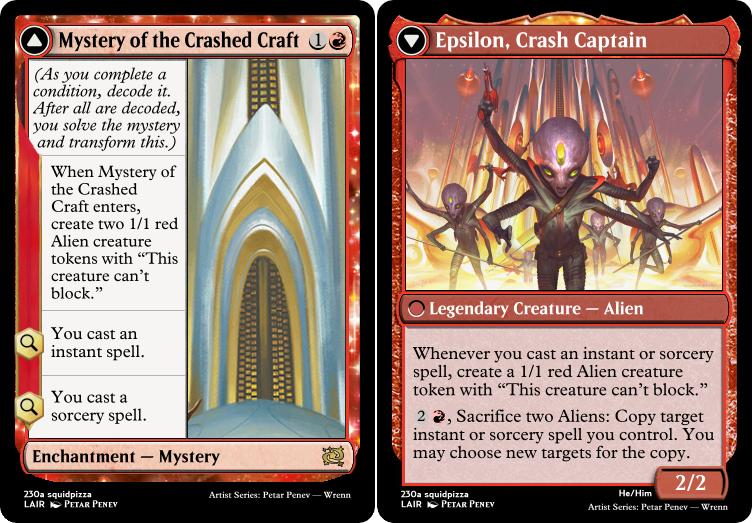 Mystery of the Crashed Craft 1
(As you complete a
condition, decode it.
After all are decoded,
you solve the mystery
and transform this.)
When Mystery of
the Crashed
Craft enters,
create two 1/1 red
Alien creature
tokens with “This
creature can’t
block.”
You cast an
instant spell.
You cast a
sorcery spell.
Enchantment — Mystery
230a squidpizza
LAIR Petar Penev
Artist Series: Petar Penev — Wrenn
Epsilon, Crash Captain
Legendary Creature — Alien
Whenever you cast an instant or sorcery
spell, create a 1/1 red Alien creature
token with “This creature can’t block.”
2 , Sacrifice two Aliens: Copy target
instant or sorcery spell you control. You
may choose new targets for the copy.
2/2
230a squidpizza
LAIR Petar Penev
He/Him
Artist Series: Petar Penev — Wrenn